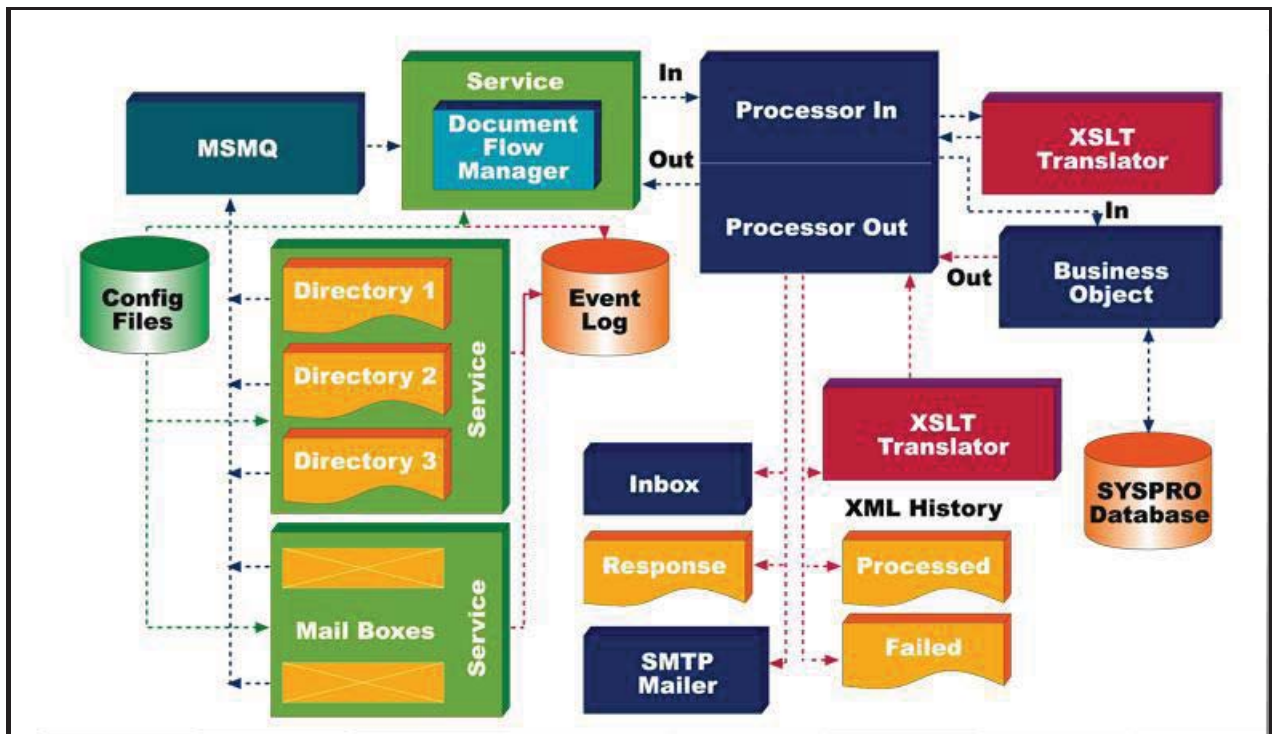 Service
Document
Flow
Manager
MSMQ
In
Out
Processor In
Processor Out
XSLT
Translator
In
Out
Business
Object
Config
Files
Directory 1
Directory 2
Directory 3
Service
Event
Log
XSLT
Translator
SYSPRO
Database
Inbox
XML History
Response
Processed
Mail Boxes
Service
SMTP
Mailer
Failed